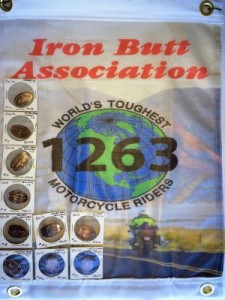 Iron Butt
Association
WORLD'S TOUGHEST
1263
MOTORCYCLE RIDERS